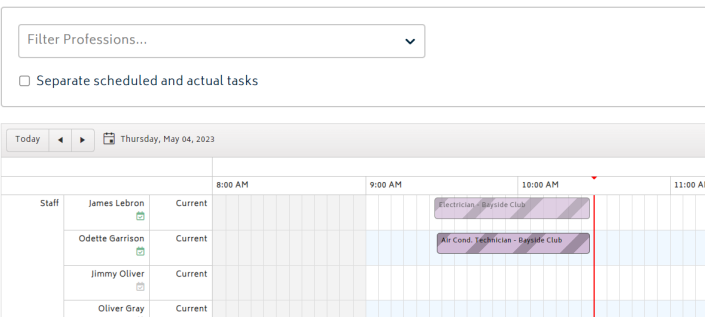 Filter Professions...
Separate scheduled and actual tasks
Today Thursday, May 04, 2023
8:00 AM 9:00 AM 10:00 AM 11:00 A
Staff James Lebron Current Electrician - Bayside Club
Odette Garrison Current Air Cond. Technician - Bayside Club
Jimmy Oliver Current
Oliver Gray Current